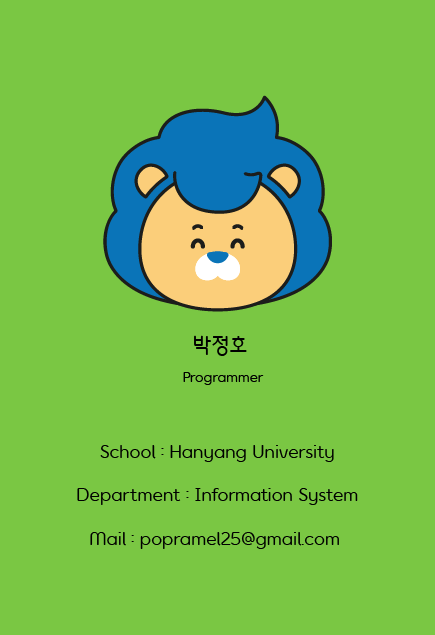 박정호
Programmer
School : Hanyang University
Department : Information System
Mail : popramel25@gmail.com